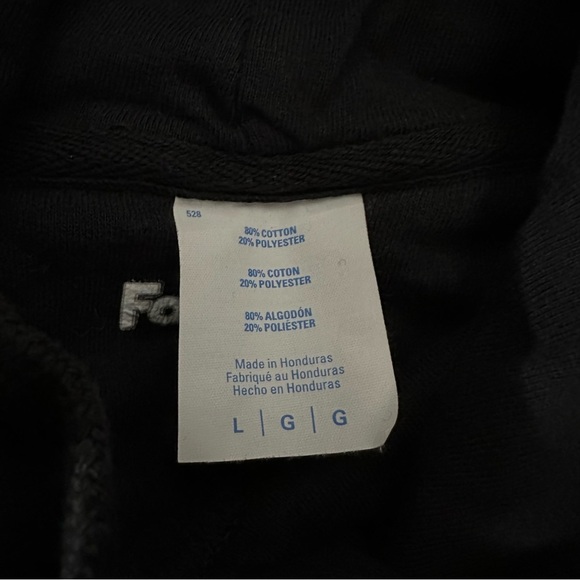 528
80% COTTON
20% POLYESTER
80% COTON
20% POLYESTER
80% ALGODÓN
20% POLIÉSTER
Fo
Made in Honduras
Fabriqué au Honduras
Hecho en Honduras
L | G | G